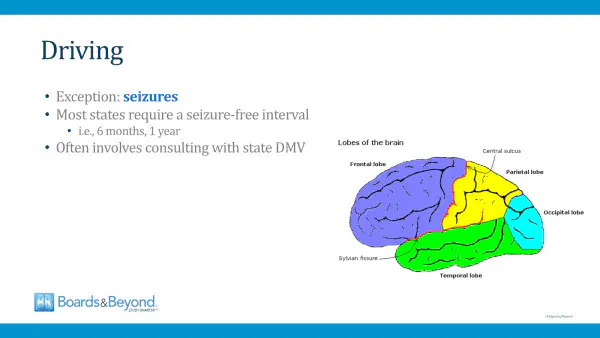 Driving
• Exception: seizures
• Most states require a seizure-free interval
• i.e., 6 months, 1 year
• Often involves consulting with state DMV
Lobes of the brain
Central sulcus
Frontal lobe
Parietal lobe
Occipital lobe
Sylvian fissure
Temporal lobe
Boards&Beyond.